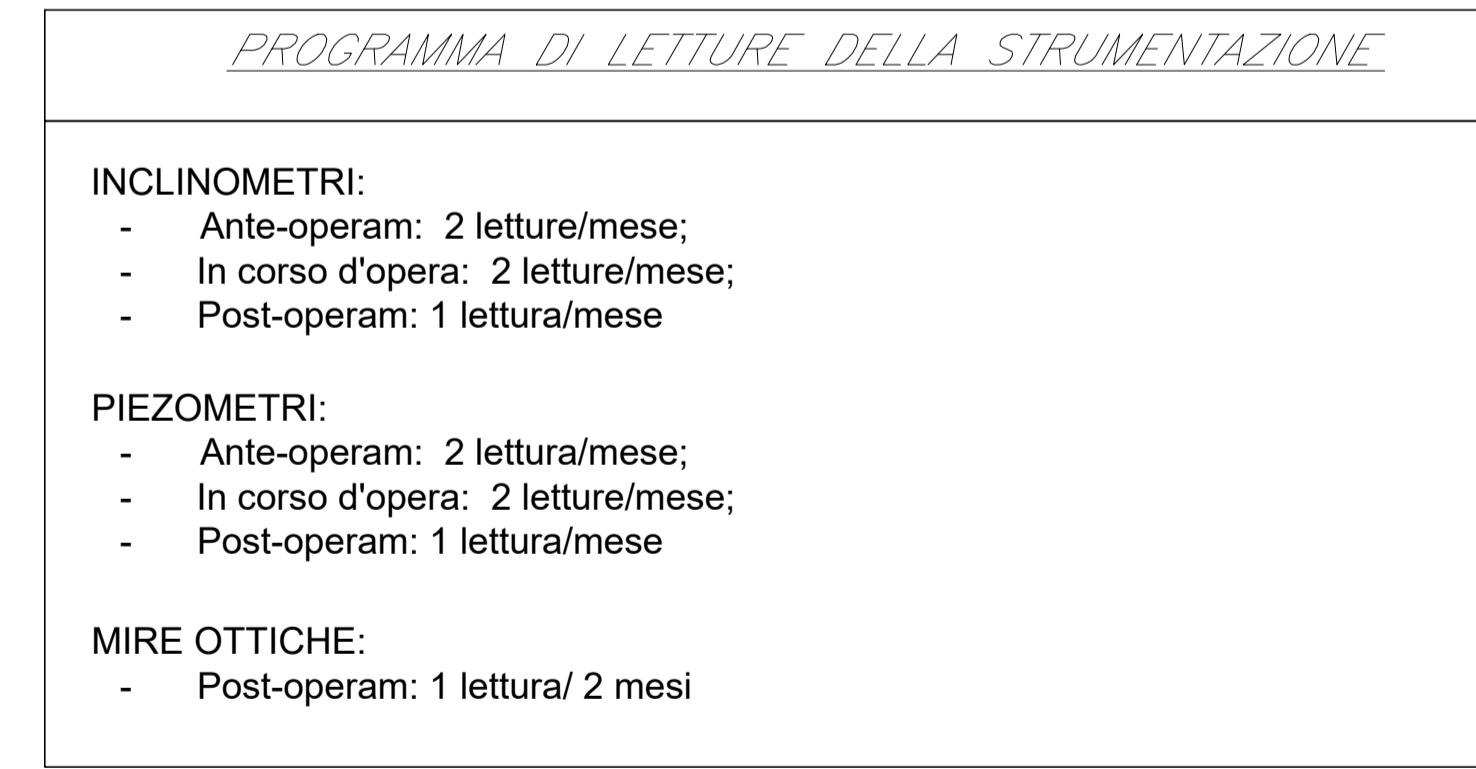 PROGRAMMA DI LETTURE DELLA STRUMENTAZIONE
INCLINOMETRI:
- Ante-operam: 2 letture/mese;
- In corso d'opera: 2 letture/mese;
- Post-operam: 1 lettura/mese
PIEZOMETRI:
- Ante-operam: 2 lettura/mese;
- In corso d'opera: 2 letture/mese;
- Post-operam: 1 lettura/mese
MIRE OTTICHE:
- Post-operam: 1 lettura/ 2 mesi